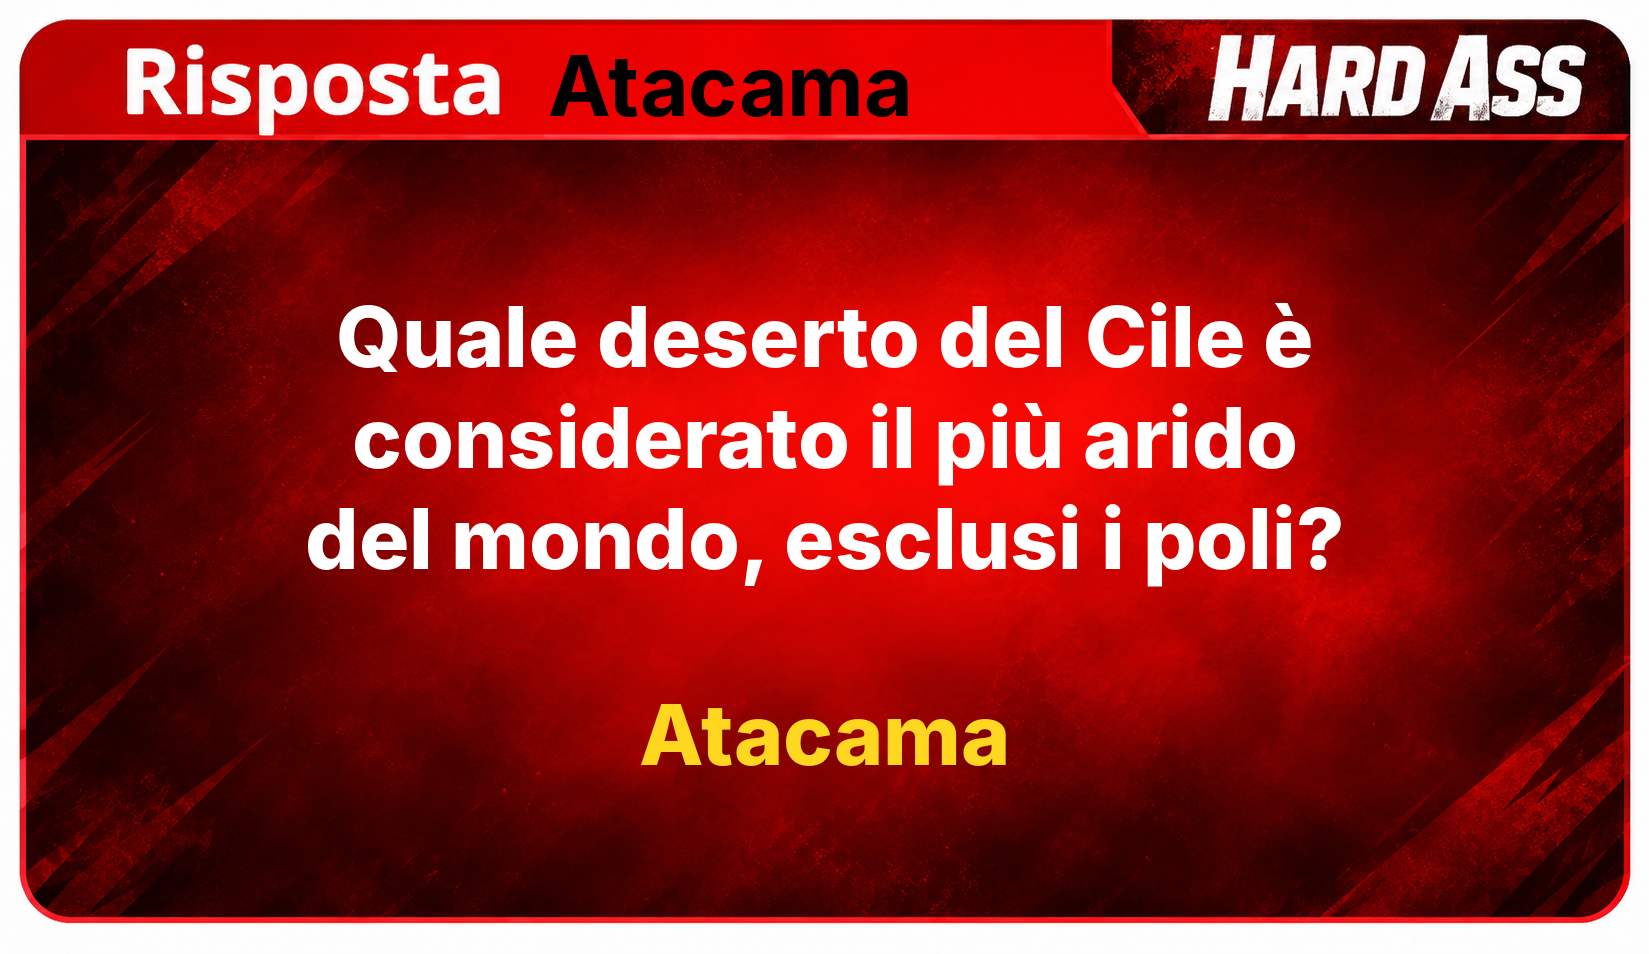 Risposta Atacama
HARD ASS
Quale deserto del Cile è
considerato il più arido
del mondo, esclusi i poli?
Atacama